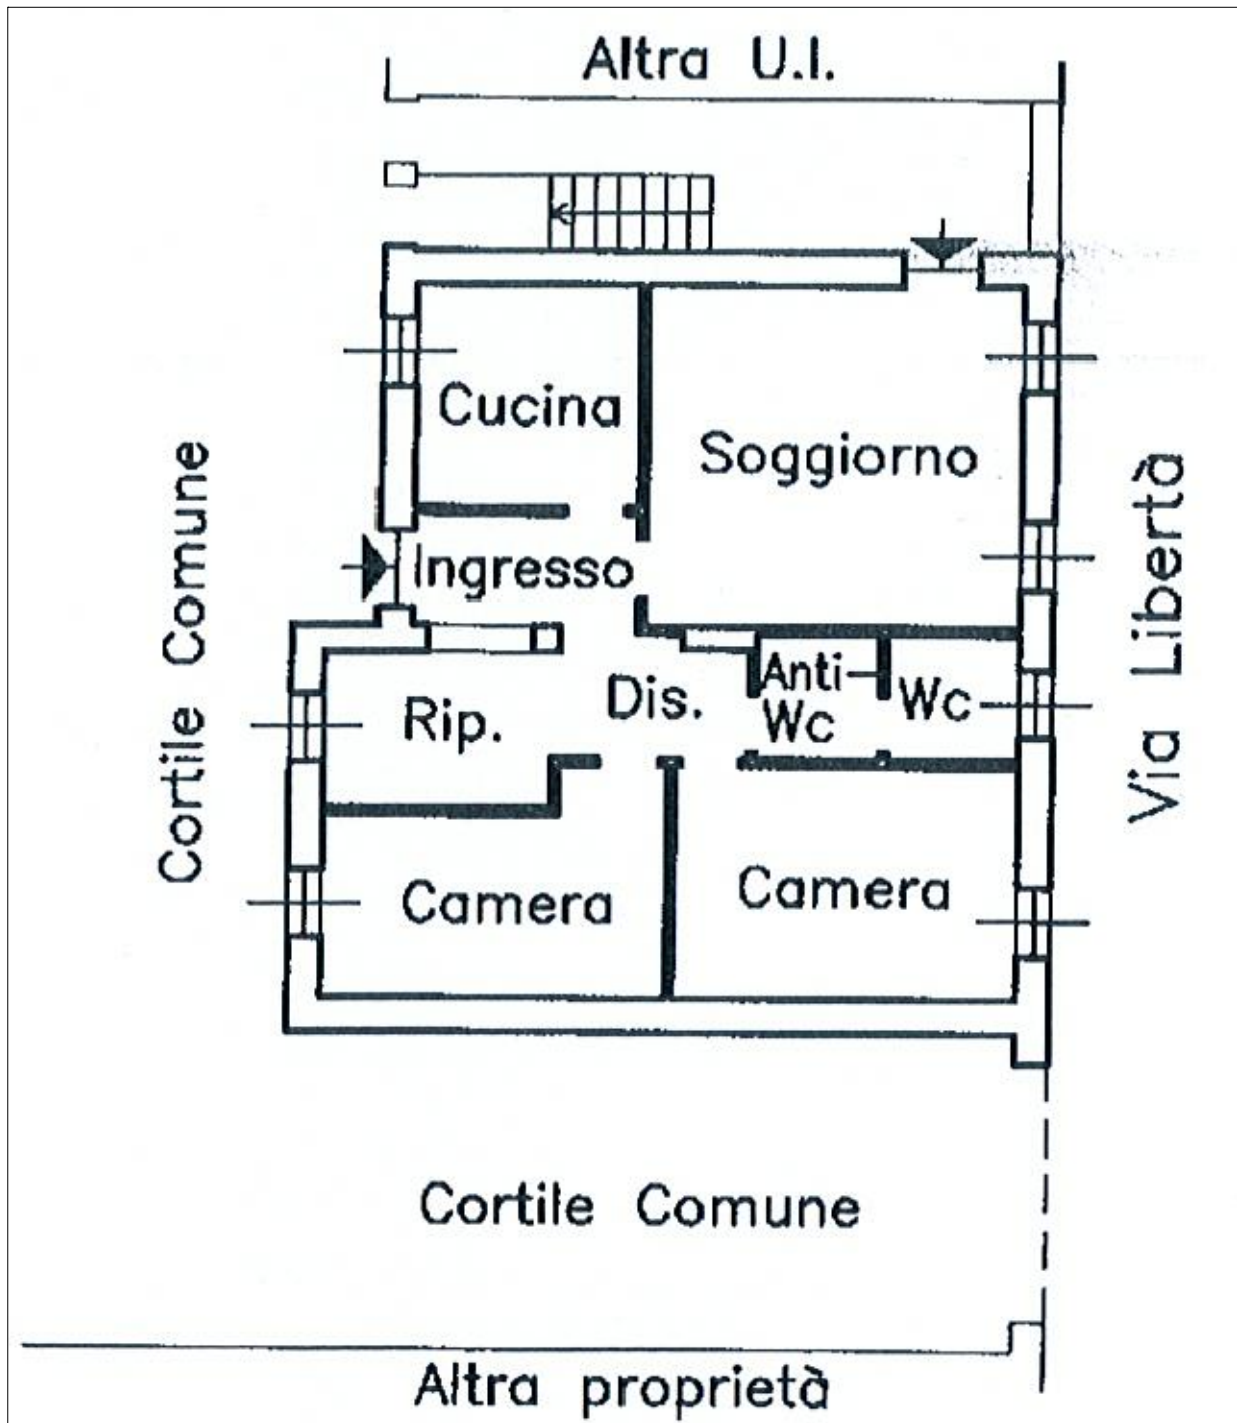 Altra U.I.
Cucina
Soggiorno
Cortile Comune
Ingresso
Via Libertà
Rip.
Dis.
Anti
Wc
Wc
Camera
Camera
Cortile Comune
Altra proprietà